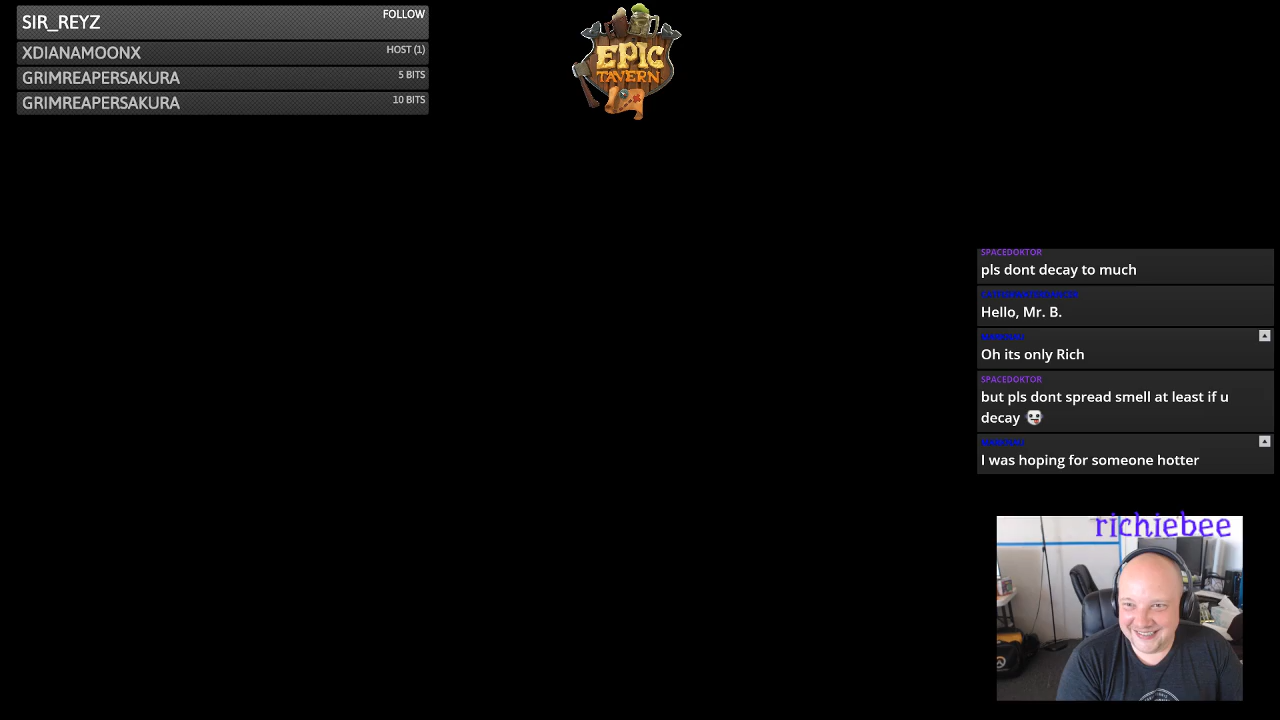 SIR_REYZ FOLLOW
XDIANAMOONX HOST (1)
GRIMREAPERSAKURA 5 BITS
GRIMREAPERSAKURA 10 BITS
EPIC
TAVERN
SPACEDOKTOR
pls dont decay to much
Hello, Mr. B.
Oh its only Rich
SPACEDOKTOR
but pls dont spread smell at least if u
decay
I was hoping for someone hotter
richiebee